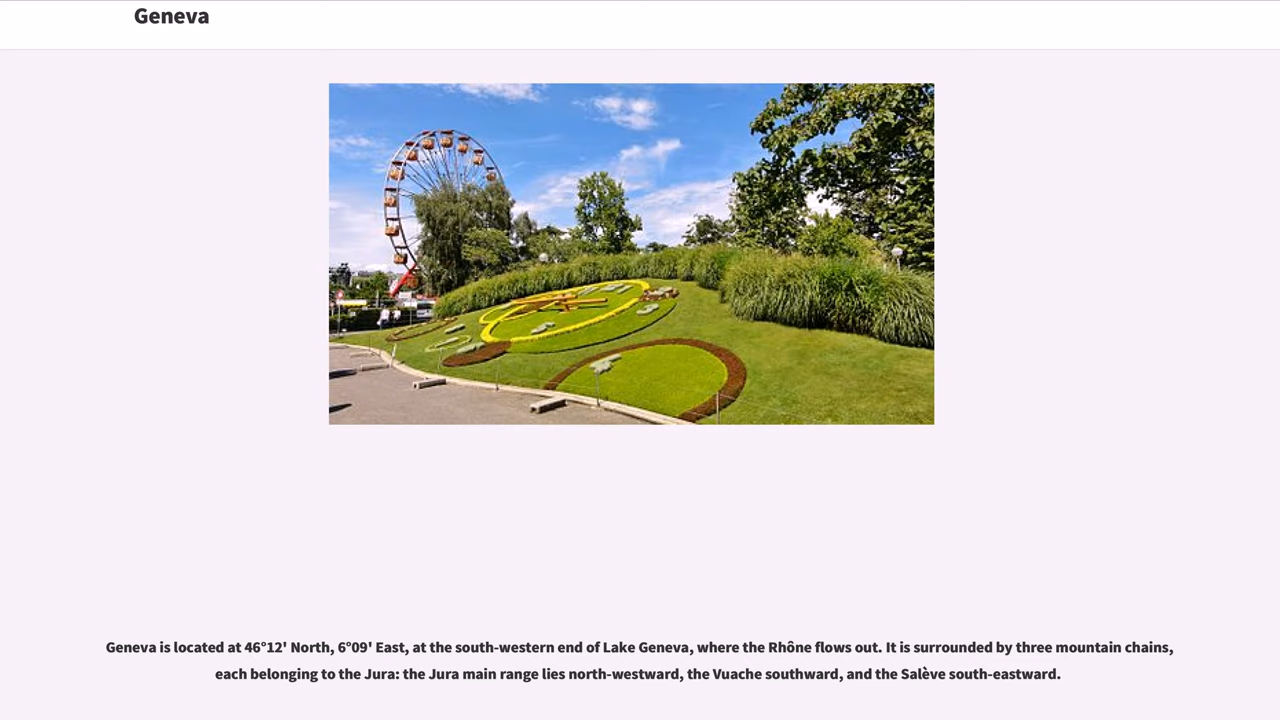 Geneva
Geneva is located at 46°12' North, 6°09' East, at the south-western end of Lake Geneva, where the Rhône flows out. It is surrounded by three mountain chains,
each belonging to the Jura: the Jura main range lies north-westward, the Vuache southward, and the Salève south-eastward.